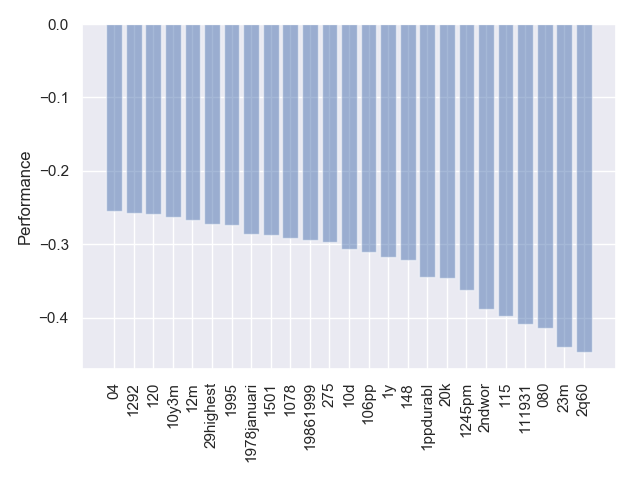 0.0
−0.1
−0.2
−0.3
−0.4
Performance
04
1292
120
10y3m
12m
29highest
1995
1978januari
1501
1078
19861999
275
10d
106pp
1y
148
1ppdurabl
20k
1245pm
2ndwor
115
111931
080
23m
2q60